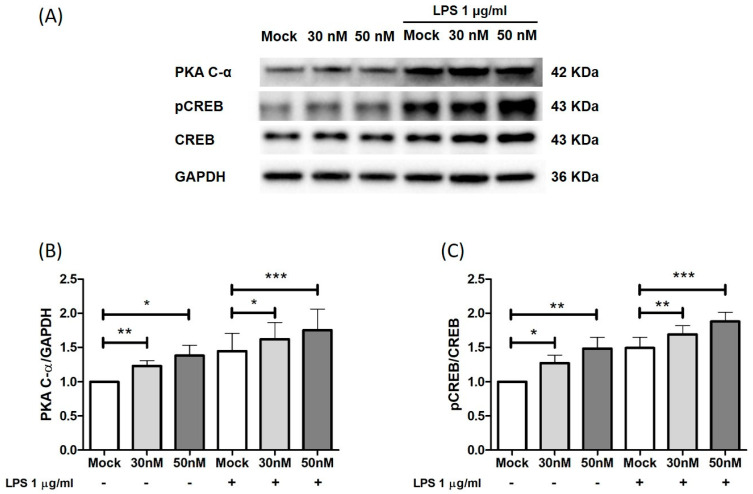 (A)
LPS 1 µg/ml
Mock 30 nM 50 nM Mock 30 nM 50 nM
PKA C-α 42 KDa
pCREB 43 KDa
CREB 43 KDa
GAPDH 36 KDa
(B)
PKA C-α/GAPDH
2.5
2.0
1.5
1.0
0.5
0.0
***
* *
**
Mock 30nM 50nM Mock 30nM 50nM
LPS 1 µg/ml - - - + + +
(C)
pCREB/CREB
2.5
2.0
1.5
1.0
0.5
0.0
***
** **
*
Mock 30nM 50nM Mock 30nM 50nM
LPS 1 µg/ml - - - + + +